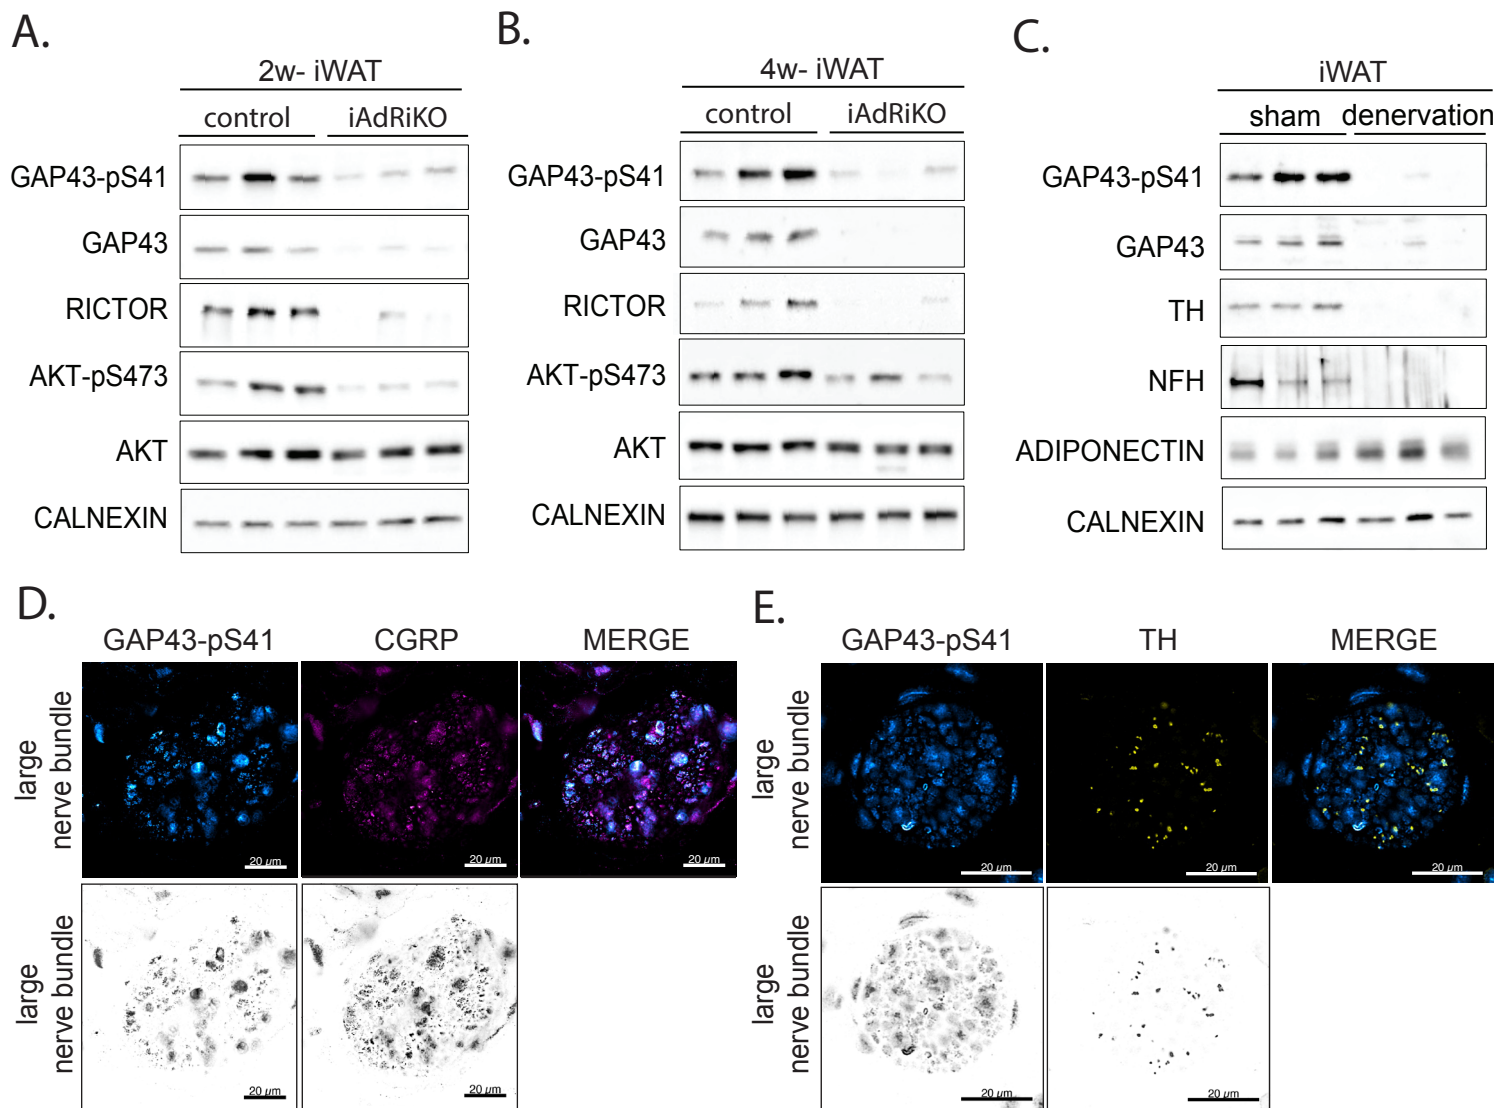 A.
2w- iWAT
control iAdRiKO
GAP43-pS41
GAP43
RICTOR
AKT-pS473
AKT
CALNEXIN
B.
4w- iWAT
control iAdRiKO
GAP43-pS41
GAP43
RICTOR
AKT-pS473
AKT
CALNEXIN
C.
iWAT
sham denervation
GAP43-pS41
GAP43
TH
NFH
ADIPONECTIN
CALNEXIN
D.
GAP43-pS41 CGRP MERGE
large
nerve bundle
20 µm 20 µm 20 µm
large
nerve bundle
20 µm 20 µm
E.
GAP43-pS41 TH MERGE
large
nerve bundle
20 µm 20 µm 20 µm
large
nerve bundle
20 µm 20 µm